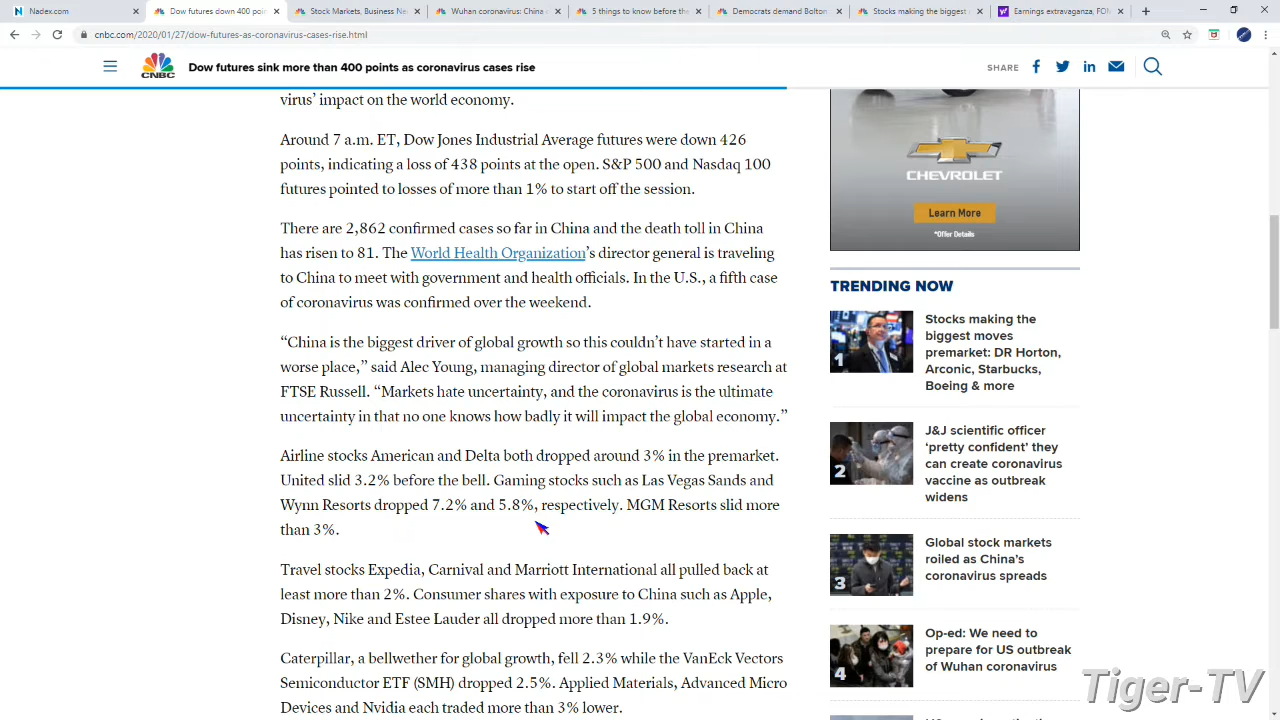 Nadex.com
Dow futures down 400 poi
Stock Markets, Business Ne
Wuhan coronavirus: China
5 things to know before the
Democrats demand Bolton
Stocks making the biggest
Earnings extravaganza, FOM
cnbc.com/2020/01/27/dow-futures-as-coronavirus-cases-rise.html
CNBC
Dow futures sink more than 400 points as coronavirus cases rise
SHARE
virus’ impact on the world economy.
Around 7 a.m. ET, Dow Jones Industrial Average futures were down 426
points, indicating a loss of 438 points at the open. S&P 500 and Nasdaq 100
futures pointed to losses of more than 1% to start off the session.
There are 2,862 confirmed cases so far in China and the death toll in China
has risen to 81. The World Health Organization’s director general is traveling
to China to meet with government and health officials. In the U.S., a fifth case
of coronavirus was confirmed over the weekend.
“China is the biggest driver of global growth so this couldn’t have started in a
worse place,” said Alec Young, managing director of global markets research at
FTSE Russell. “Markets hate uncertainty, and the coronavirus is the ultimate
uncertainty in that no one knows how badly it will impact the global economy.”
Airline stocks American and Delta both dropped around 3% in the premarket.
United slid 3.2% before the bell. Gaming stocks such as Las Vegas Sands and
Wynn Resorts dropped 7.2% and 5.8%, respectively. MGM Resorts slid more
than 3%.
Travel stocks Expedia, Carnival and Marriott International all pulled back at
least more than 2%. Consumer shares with exposure to China such as Apple,
Disney, Nike and Estee Lauder all dropped more than 1.9%.
Caterpillar, a bellwether for global growth, fell 2.3% while the VanEck Vectors
Semiconductor ETF (SMH) dropped 2.5%. Applied Materials, Advanced Micro
Devices and Nvidia each traded more than 3% lower.
CHEVROLET
Learn More
*Offer Details
TRENDING NOW
1
Stocks making the
biggest moves
premarket: DR Horton,
Arconic, Starbucks,
Boeing & more
2
J&J scientific officer
‘pretty confident’ they
can create coronavirus
vaccine as outbreak
widens
3
Global stock markets
roiled as China’s
coronavirus spreads
4
Op-ed: We need to
prepare for US outbreak
of Wuhan coronavirus
Tiger-TV